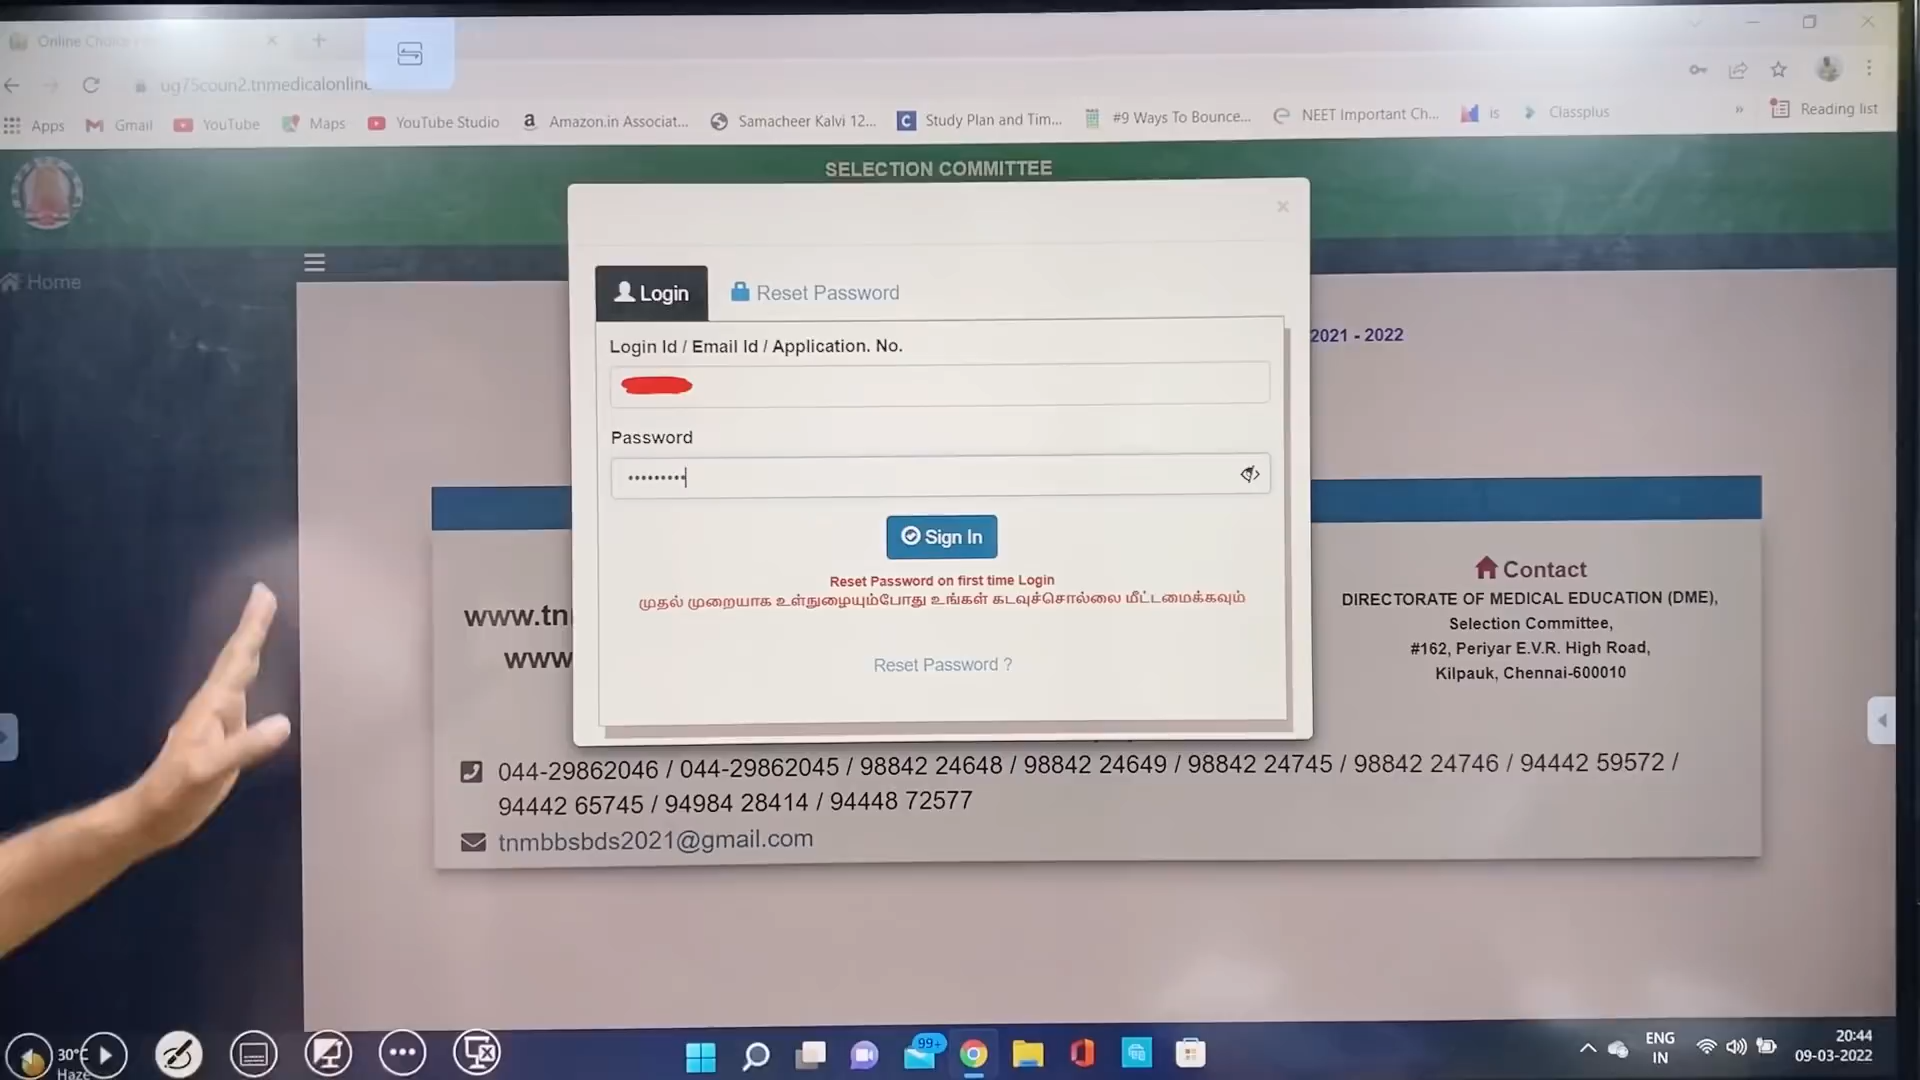 Online Cho
ug75coun2.tnmedicalonline
Apps
Gmail
YouTube
Maps
YouTube Studio
Amazon.in Associat...
Samacheer Kalvi 12...
Study Plan and Tim...
#9 Ways To Bounce...
NEET Important Ch...
is
Classplus
»
Reading list
SELECTION COMMITTEE
Home
Login
Reset Password
2021 - 2022
Login Id / Email Id / Application. No.
Password
Sign In
Reset Password on first time Login
முதல் முறையாக உள்நுழையும்போது உங்கள் கடவுச்சொல்லை மீட்டமைக்கவும்
Reset Password ?
www.tn
www
Contact
DIRECTORATE OF MEDICAL EDUCATION (DME),
Selection Committee,
#162, Periyar E.V.R. High Road,
Kilpauk, Chennai-600010
044-29862046 / 044-29862045 / 98842 24648 / 98842 24649 / 98842 24745 / 98842 24746 / 94442 59572 /
94442 65745 / 94984 28414 / 94448 72577
tnmbbsbds2021@gmail.com
30°C
Haze
99+
ENG
IN
20:44
09-03-2022